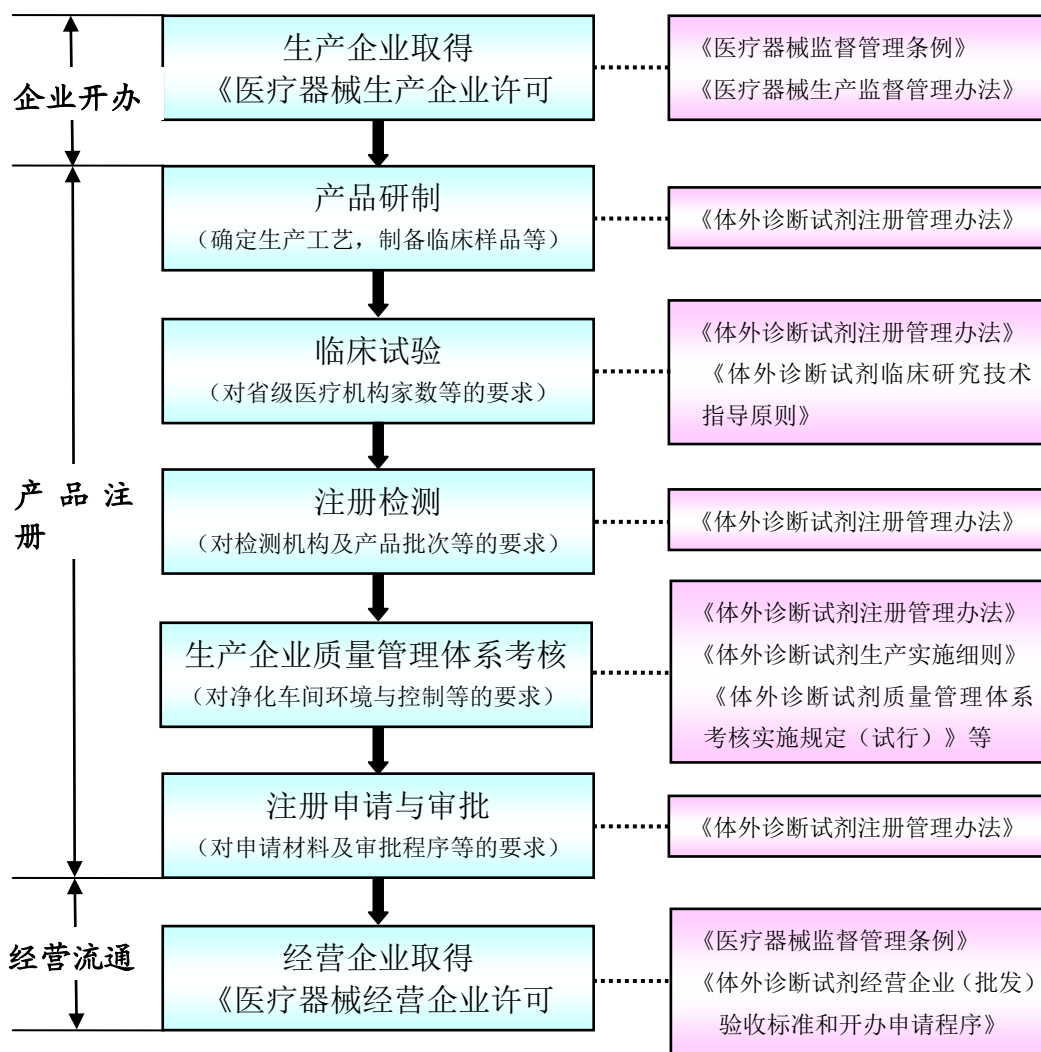 生产企业取得
《医疗器械生产企业许可
《医疗器械监督管理条例》
《医疗器械生产监督管理办法》
企业开办
产品研制
（确定生产工艺，制备临床样品等）
《体外诊断试剂注册管理办法》
临床试验
（对省级医疗机构家数等的要求）
《体外诊断试剂注册管理办法》
《体外诊断试剂临床研究技术
指导原则》
产品注
册
注册检测
（对检测机构及产品批次等的要求）
《体外诊断试剂注册管理办法》
生产企业质量管理体系考核
（对净化车间环境与控制等的要求）
《体外诊断试剂注册管理办法》
《体外诊断试剂生产实施细则》
《体外诊断试剂质量管理体系
考核实施规定（试行）》等
注册申请与审批
（对申请材料及审批程序等的要求）
《体外诊断试剂注册管理办法》
经营流通
经营企业取得
《医疗器械经营企业许可
《医疗器械监督管理条例》
《体外诊断试剂经营企业（批发）
验收标准和开办申请程序》